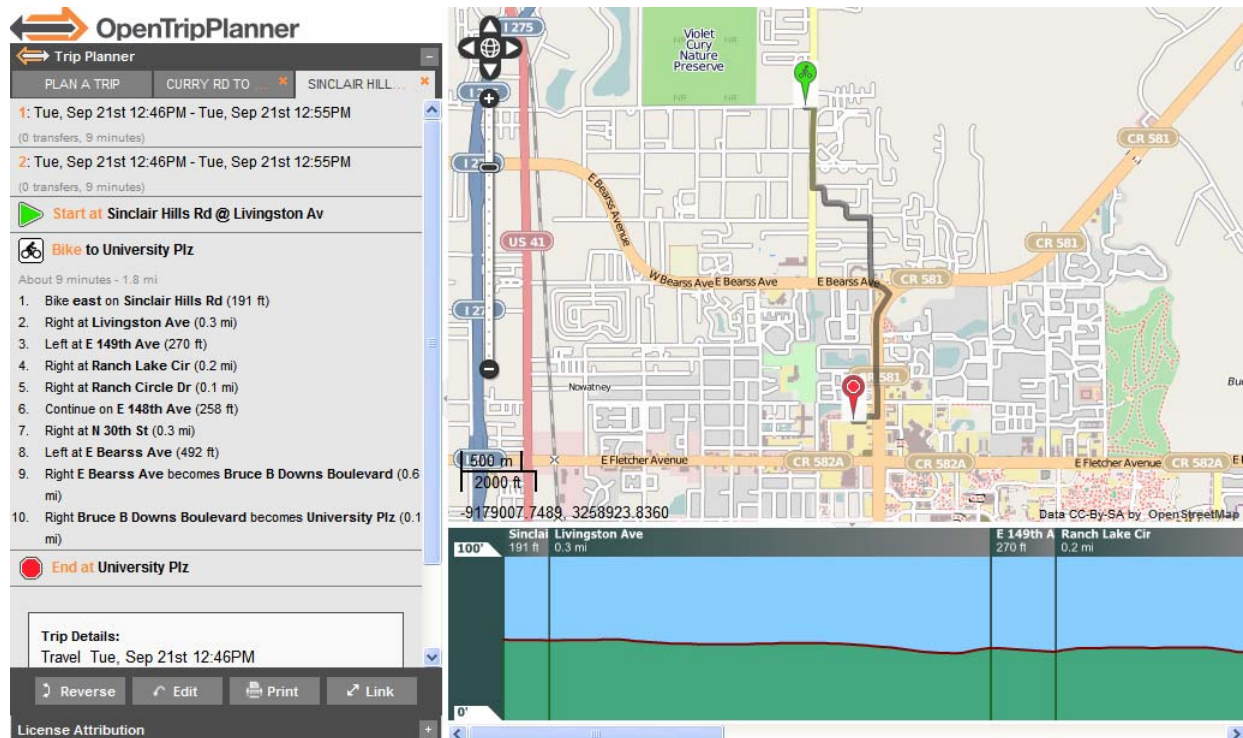 OpenTripPlanner
Trip Planner
PLAN A TRIP
CURRY RD TO ...
SINCLAIR HILL...
1: Tue, Sep 21st 12:46PM - Tue, Sep 21st 12:55PM
(0 transfers, 9 minutes)
2: Tue, Sep 21st 12:46PM - Tue, Sep 21st 12:55PM
(0 transfers, 9 minutes)
Start at Sinclair Hills Rd @ Livingston Av
Bike to University Plz
About 9 minutes - 1.8 mi
1. Bike east on Sinclair Hills Rd (191 ft)
2. Right at Livingston Ave (0.3 mi)
3. Left at E 149th Ave (270 ft)
4. Right at Ranch Lake Cir (0.2 mi)
5. Right at Ranch Circle Dr (0.1 mi)
6. Continue on E 148th Ave (258 ft)
7. Right at N 30th St (0.3 mi)
8. Left at E Bearss Ave (492 ft)
9. Right E Bearss Ave becomes Bruce B Downs Boulevard (0.6
mi)
10. Right Bruce B Downs Boulevard becomes University Plz (0.1
mi)
End at University Plz
Trip Details:
Travel Tue, Sep 21st 12:46PM
Reverse
Edit
Print
Link
License Attribution
I 275
Violet
Cury
Nature
Preserve
NR
NR
CR 581
E Bearss Avenue
US 41
CR 581
W Bearss Ave
E Bearss Ave
E Bearss Ave
CR 581
I 27
Nowatney
CR 581
E Fletcher Avenue
CR 582A
CR 582A
E Fletcher Avenue
CR 582A
500 m
2000 ft
-9179007.7489, 3258923.8360
Data CC-By-SA by OpenStreetMap
100'
Sinclai
191 ft
Livingston Ave
0.3 mi
E 149th A
270 ft
Ranch Lake Cir
0.2 mi
0'